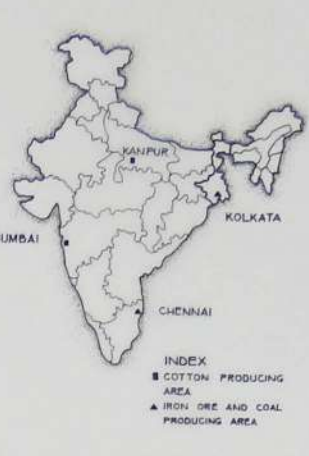 KANPUR
KOLKATA
UMBAI
CHENNAI
INDEX
COTTON PRODUCING
AREA
IRON ORE AND COAL
PRODUCING AREA